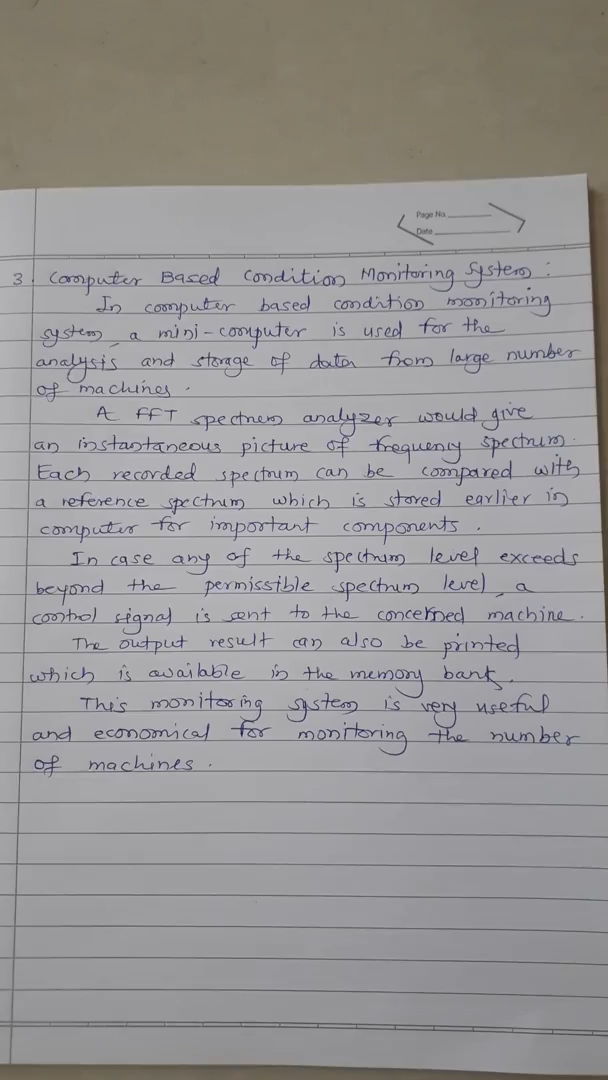 Page No.
Date
3 Computer Based Condition Monitoring System :
In computer based condition monitoring
system, a mini-computer is used for the
analysis and storage of data from large number
of machines.
A FFT spectrem analyzer would give
an instantaneous picture of frequency spectrum.
Each recorded spectrum can be compared with
a reference spectrum which is stored earlier in
computer for important components.
In case any of the spectrum level exceeds
beyond the permissible spectrum level, a
control signal is sent to the concerned machine.
The output result can also be printed
which is available in the memory bank.
This monitoring system is very useful
and economical for monitoring the number
of machines.